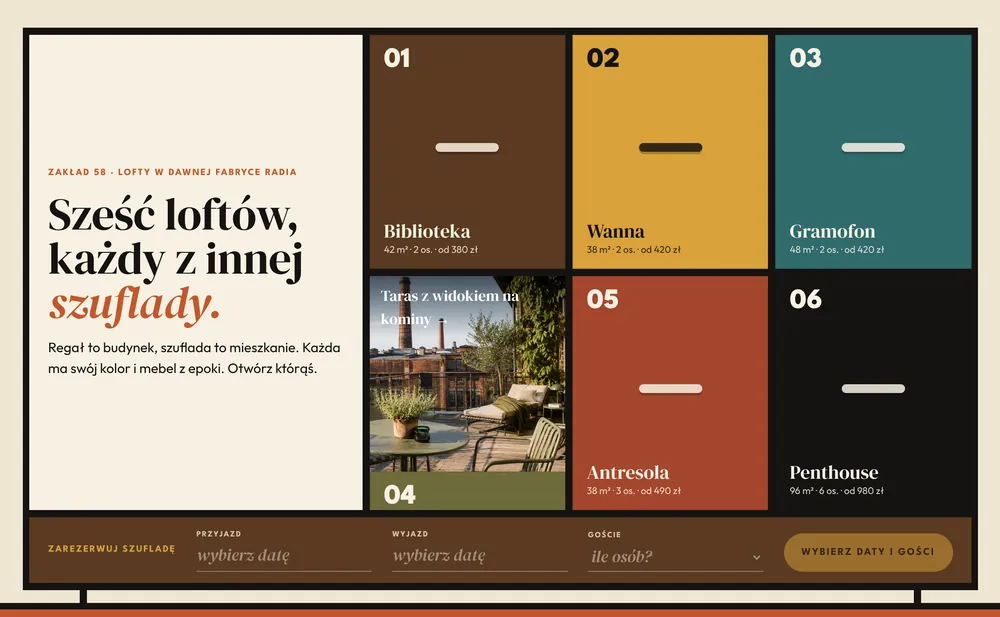 ZAKŁAD 58 · LOFTY W DAWNEJ FABRYCE RADIA
Sześć loftów,
każdy z innej
szuflady.
Regał to budynek, szuflada to mieszkanie. Każda
ma swój kolor i mebel z epoki. Otwórz którąś.
01
Biblioteka
42 m² · 2 os. · od 380 zł
02
Wanna
38 m² · 2 os. · od 420 zł
03
Gramofon
48 m² · 2 os. · od 420 zł
Taras z widokiem na
kominy →
04
05
Antresola
38 m² · 3 os. · od 490 zł
06
Penthouse
96 m² · 6 os. · od 980 zł
ZAREZERWUJ SZUFLADĘ
PRZYJAZD
wybierz datę
WYJAZD
wybierz datę
GOŚCIE
ile osób?
WYBIERZ DATY I GOŚCI